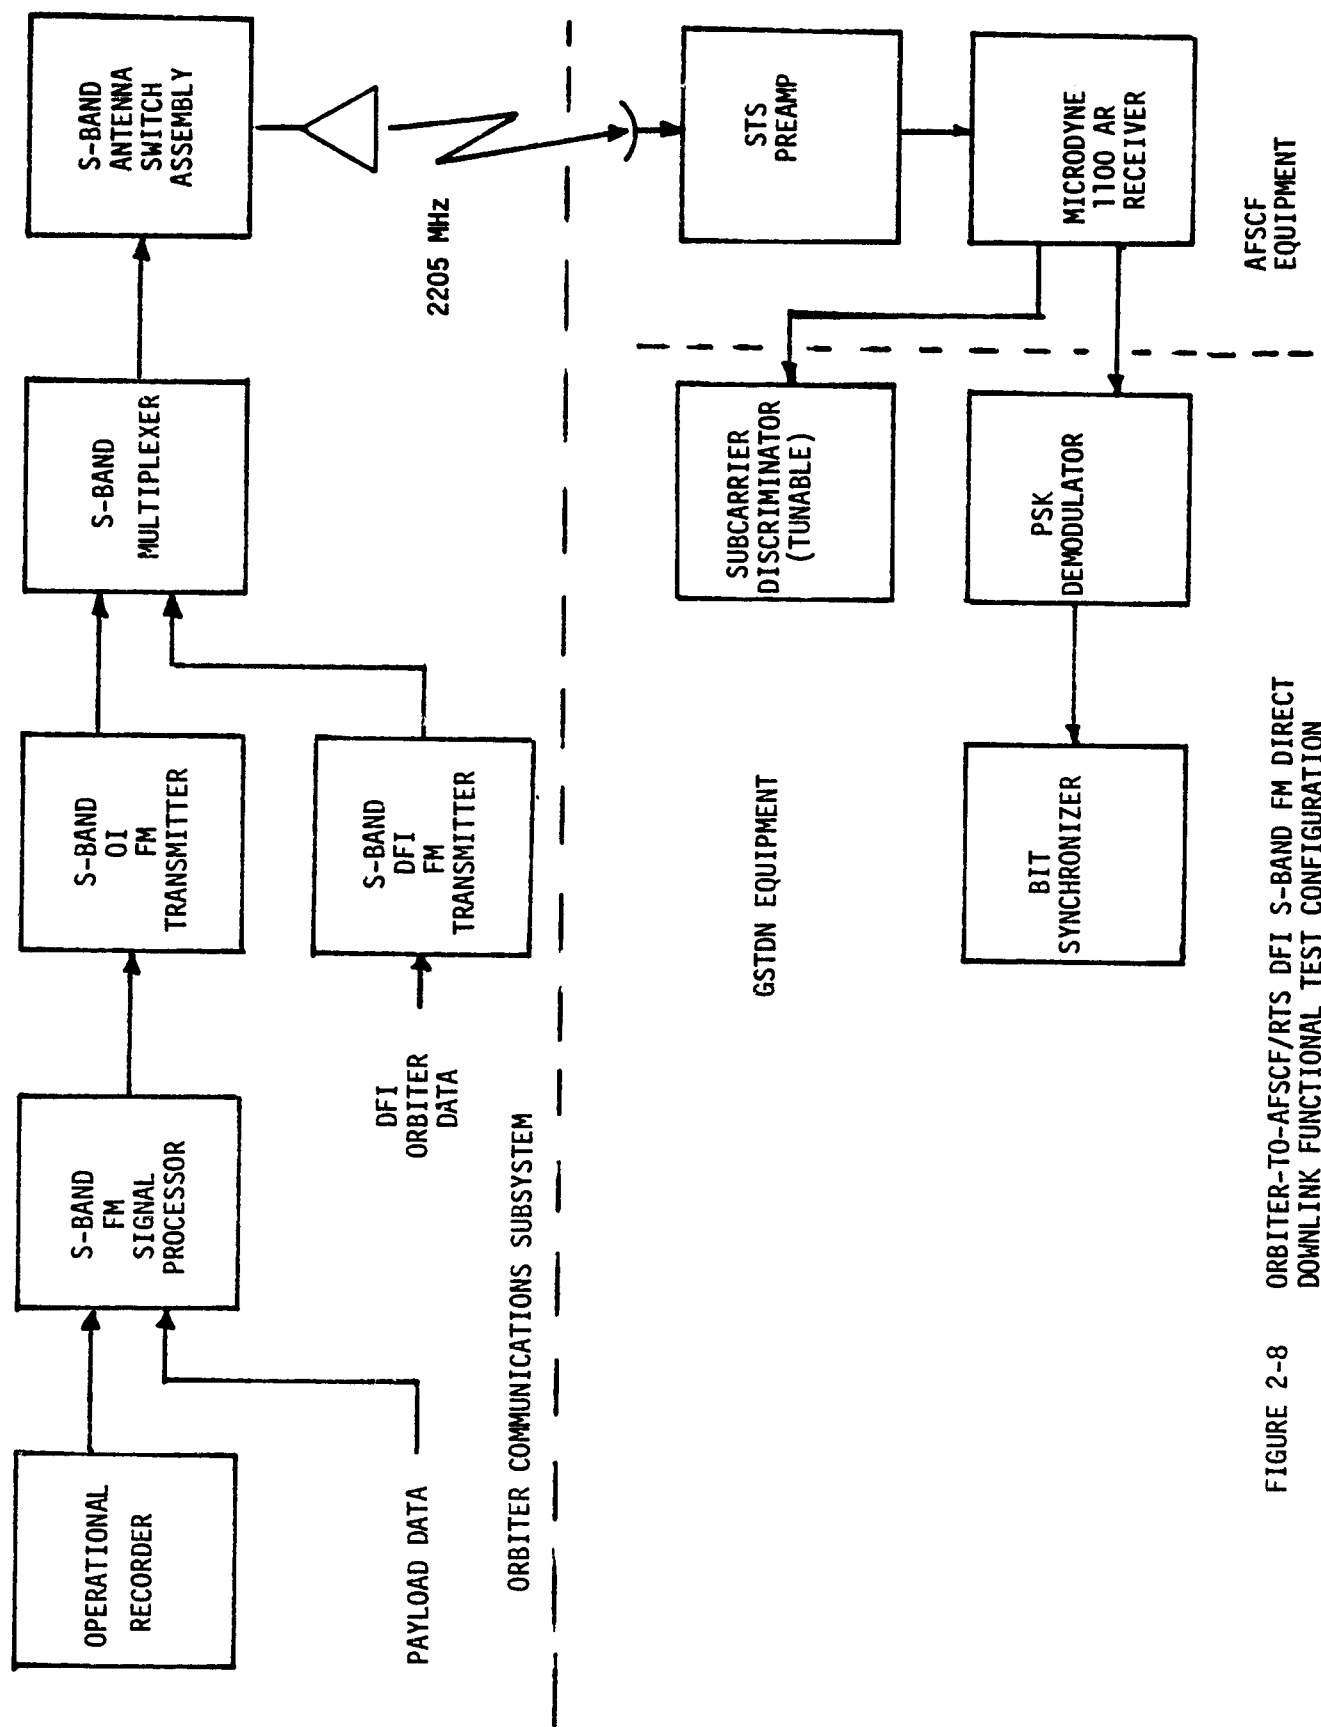 OPERATIONAL
RECORDER
PAYLOAD DATA
S-BAND
FM
SIGNAL
PROCESSOR
S-BAND
OI
FM
TRANSMITTER
DFI
ORBITER
DATA
S-BAND
DFI
FM
TRANSMITTER
S-BAND
MULTIPLEXER
S-BAND
ANTENNA
SWITCH
ASSEMBLY
2205 MHz
ORBITER COMMUNICATIONS SUBSYSTEM
GSTDN EQUIPMENT
STS
PREAMP
SUBCARRIER
DISCRIMINATOR
(TUNABLE)
MICRODYNE
1100 AR
RECEIVER
PSK
DEMODULATOR
BIT
SYNCHRONIZER
AFSCF
EQUIPMENT
FIGURE 2-8 ORBITER-TO-AFSCF/RTS DFI S-BAND FM DIRECT
DOWNLINK FUNCTIONAL TEST CONFIGURATION